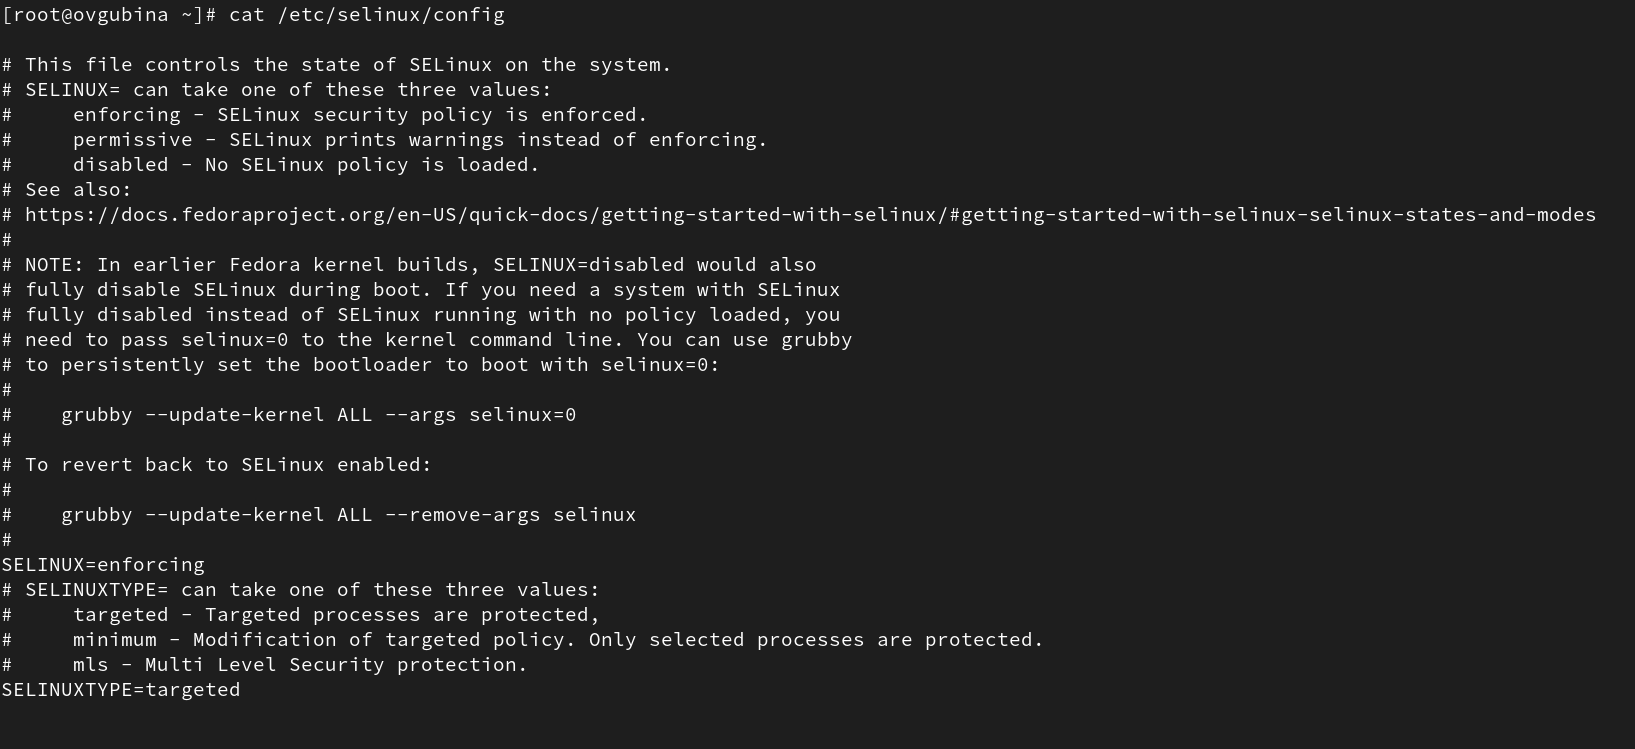 [root@ovgubina ~]# cat /etc/selinux/config

# This file controls the state of SELinux on the system.
# SELINUX= can take one of these three values:
#     enforcing - SELinux security policy is enforced.
#     permissive - SELinux prints warnings instead of enforcing.
#     disabled - No SELinux policy is loaded.
# See also:
# https://docs.fedoraproject.org/en-US/quick-docs/getting-started-with-selinux/#getting-started-with-selinux-selinux-states-and-modes
#
# NOTE: In earlier Fedora kernel builds, SELINUX=disabled would also
# fully disable SELinux during boot. If you need a system with SELinux
# fully disabled instead of SELinux running with no policy loaded, you
# need to pass selinux=0 to the kernel command line. You can use grubby
# to persistently set the bootloader to boot with selinux=0:
#
#    grubby --update-kernel ALL --args selinux=0
#
# To revert back to SELinux enabled:
#
#    grubby --update-kernel ALL --remove-args selinux
#
SELINUX=enforcing
# SELINUXTYPE= can take one of these three values:
#     targeted - Targeted processes are protected,
#     minimum - Modification of targeted policy. Only selected processes are protected.
#     mls - Multi Level Security protection.
SELINUXTYPE=targeted